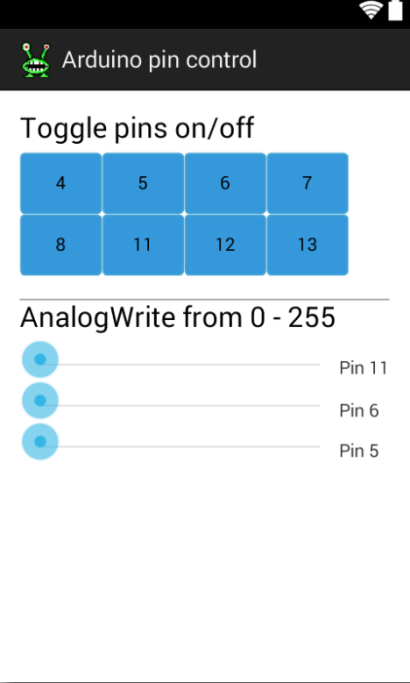 Arduino pin control
Toggle pins on/off
4 5 6 7
8 11 12 13
AnalogWrite from 0 - 255
Pin 11
Pin 6
Pin 5